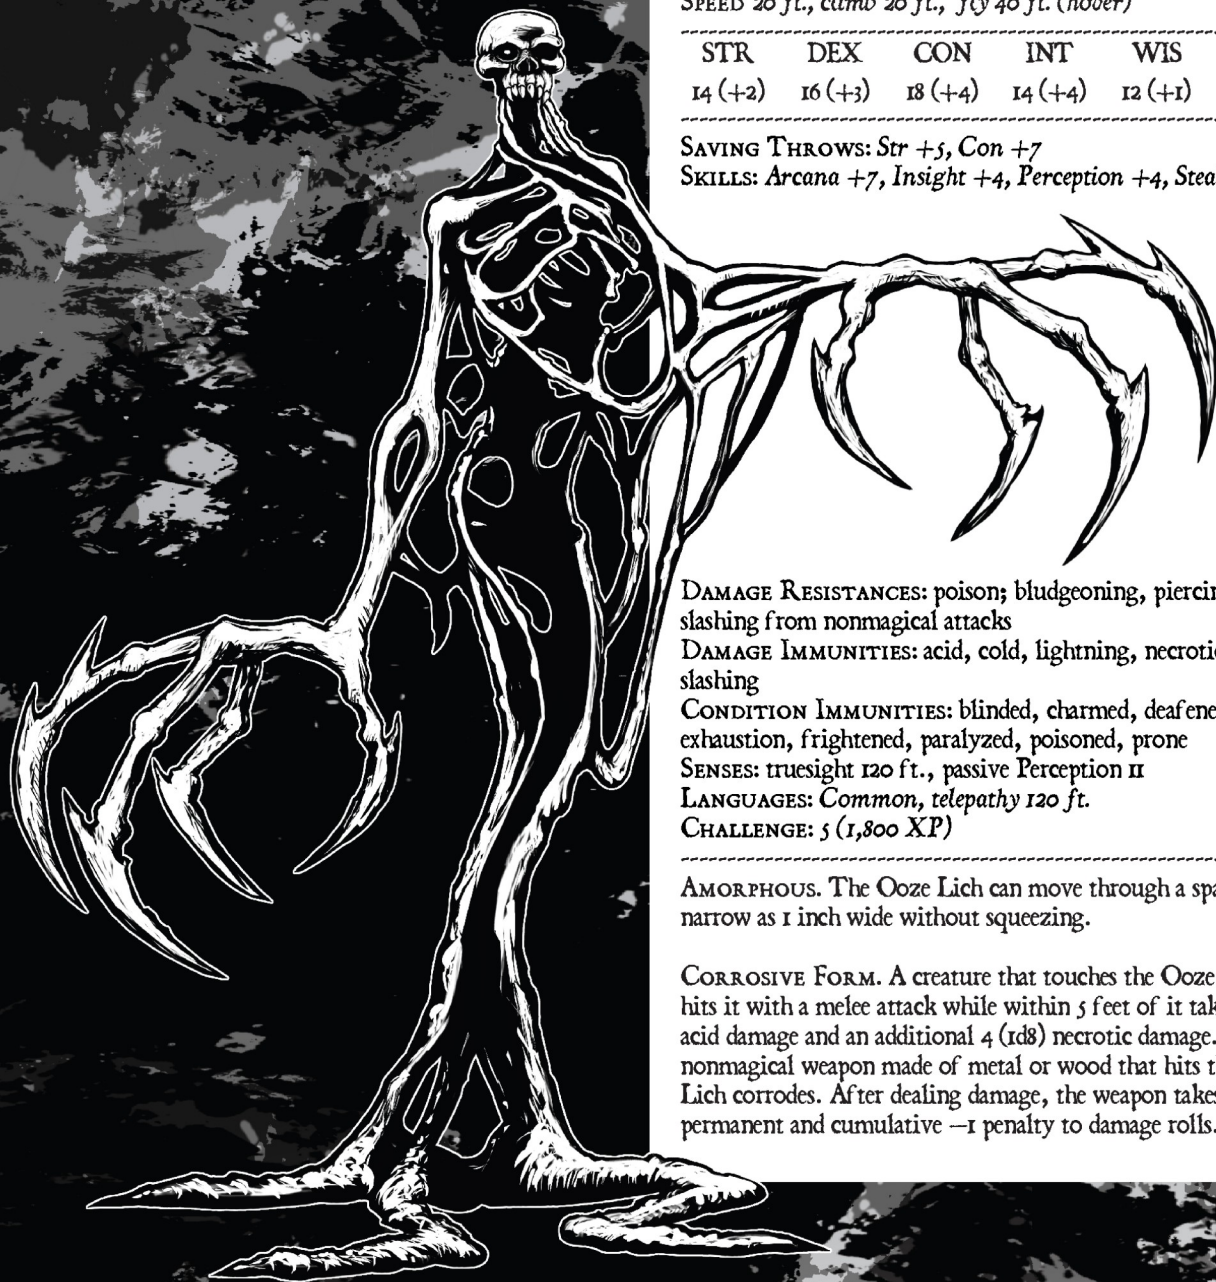 SPEED 20 ft., climb 20 ft., fly 40 ft. (hover)
STR DEX CON INT WIS
14 (+2) 16 (+3) 18 (+4) 14 (+4) 12 (+1)
SAVING THROWS: Str +5, Con +7
SKILLS: Arcana +7, Insight +4, Perception +4, Stea
DAMAGE RESISTANCES: poison; bludgeoning, piercin
slashing from nonmagical attacks
DAMAGE IMMUNITIES: acid, cold, lightning, necroti
slashing
CONDITION IMMUNITIES: blinded, charmed, deafene
exhaustion, frightened, paralyzed, poisoned, prone
SENSES: truesight 120 ft., passive Perception 11
LANGUAGES: Common, telepathy 120 ft.
CHALLENGE: 5 (1,800 XP)
AMORPHOUS. The Ooze Lich can move through a spa
narrow as 1 inch wide without squeezing.
CORROSIVE FORM. A creature that touches the Ooze
hits it with a melee attack while within 5 feet of it tak
acid damage and an additional 4 (1d8) necrotic damage.
nonmagical weapon made of metal or wood that hits t
Lich corrodes. After dealing damage, the weapon takes
permanent and cumulative –1 penalty to damage rolls.